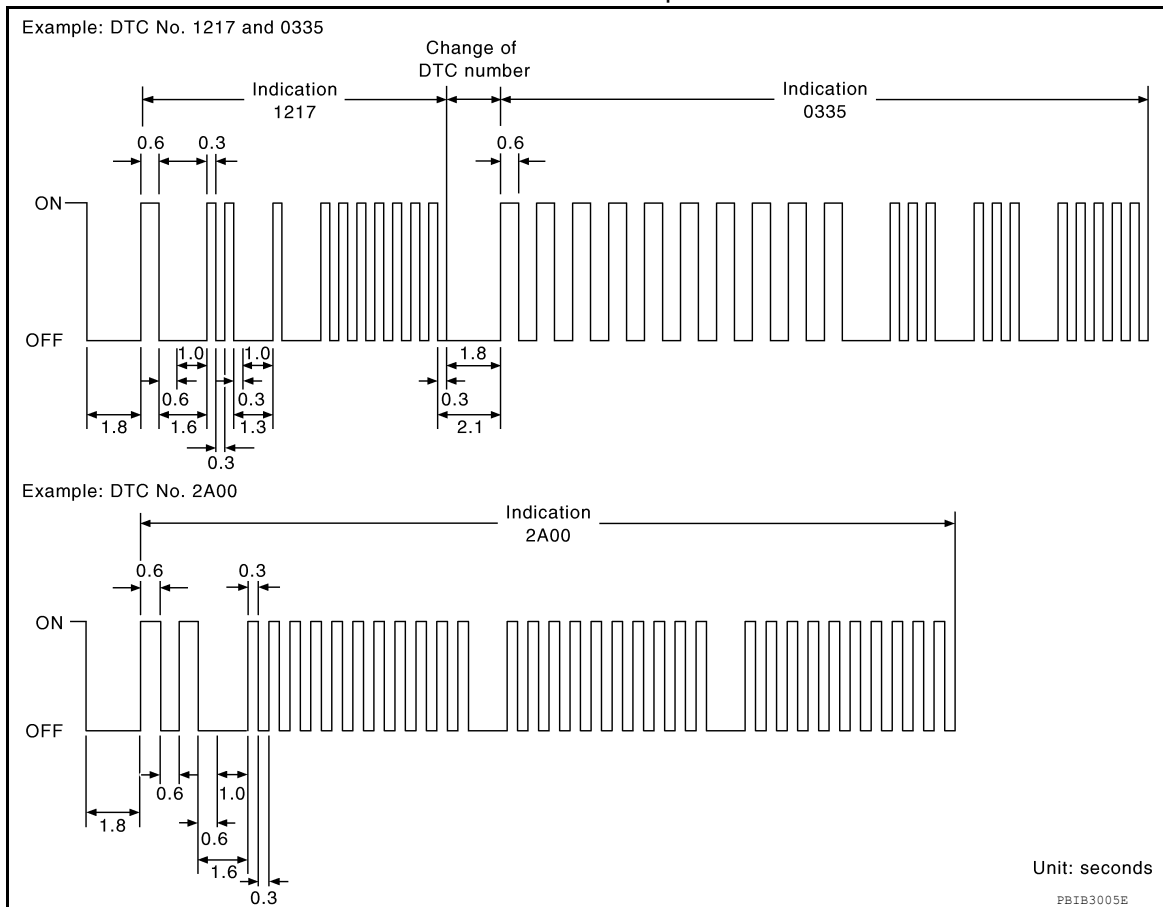 Example: DTC No. 1217 and 0335
Change of
DTC number
Indication
1217
Indication
0335
0.6
0.3
0.6
ON
OFF
1.0
1.0
1.8
0.6
0.3
0.3
1.8
1.6
1.3
2.1
0.3
Example: DTC No. 2A00
Indication
2A00
0.6
0.3
ON
OFF
0.6
1.0
1.8
0.6
1.6
0.3
Unit: seconds
PBIB3005E